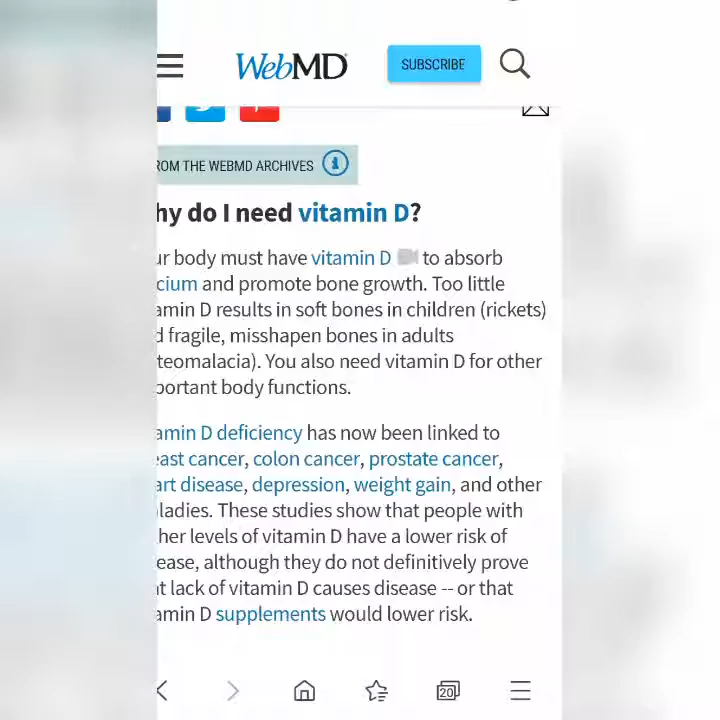 WebMD
SUBSCRIBE
ROM THE WEBMD ARCHIVES
hy do I need vitamin D?
ur body must have vitamin D to absorb
cium and promote bone growth. Too little
amin D results in soft bones in children (rickets)
d fragile, misshapen bones in adults
teomalacia). You also need vitamin D for other
portant body functions.
amin D deficiency has now been linked to
east cancer, colon cancer, prostate cancer,
art disease, depression, weight gain, and other
ladies. These studies show that people with
her levels of vitamin D have a lower risk of
ease, although they do not definitively prove
at lack of vitamin D causes disease -- or that
amin D supplements would lower risk.
20